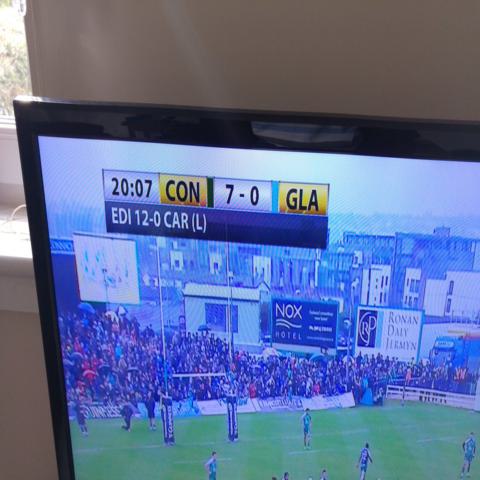 20:07 CON 7 - 0 GLA
EDI 12-0 CAR (L)
NOX
HOTEL
RONAN
DALY
JERMYN